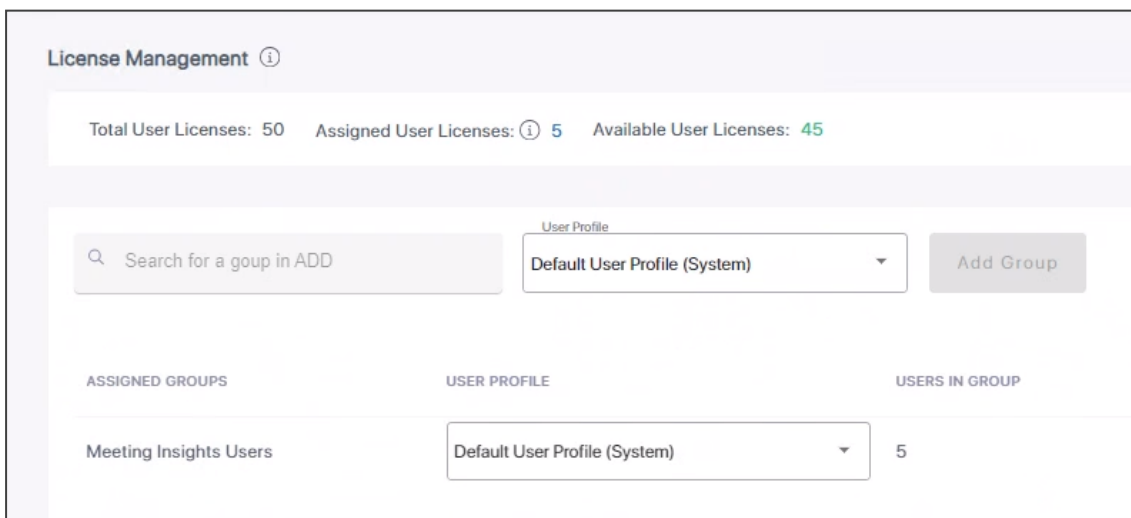 License Management
Total User Licenses: 50 Assigned User Licenses: 5 Available User Licenses: 45
User Profile
Search for a goup in ADD Default User Profile (System) Add Group
ASSIGNED GROUPS USER PROFILE USERS IN GROUP
Meeting Insights Users Default User Profile (System) 5